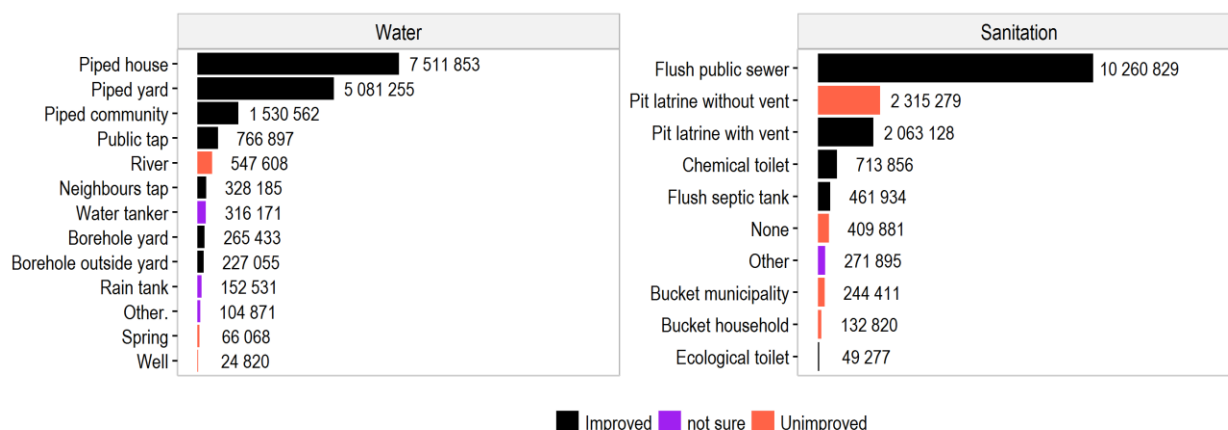 Water
Piped house 7 511 853
Piped yard 5 081 255
Piped community 1 530 562
Public tap 766 897
River 547 608
Neighbours tap 328 185
Water tanker 316 171
Borehole yard 265 433
Borehole outside yard 227 055
Rain tank 152 531
Other. 104 871
Spring 66 068
Well 24 820
Sanitation
Flush public sewer 10 260 829
Pit latrine without vent 2 315 279
Pit latrine with vent 2 063 128
Chemical toilet 713 856
Flush septic tank 461 934
None 409 881
Other 271 895
Bucket municipality 244 411
Bucket household 132 820
Ecological toilet 49 277
Improved not sure Unimproved